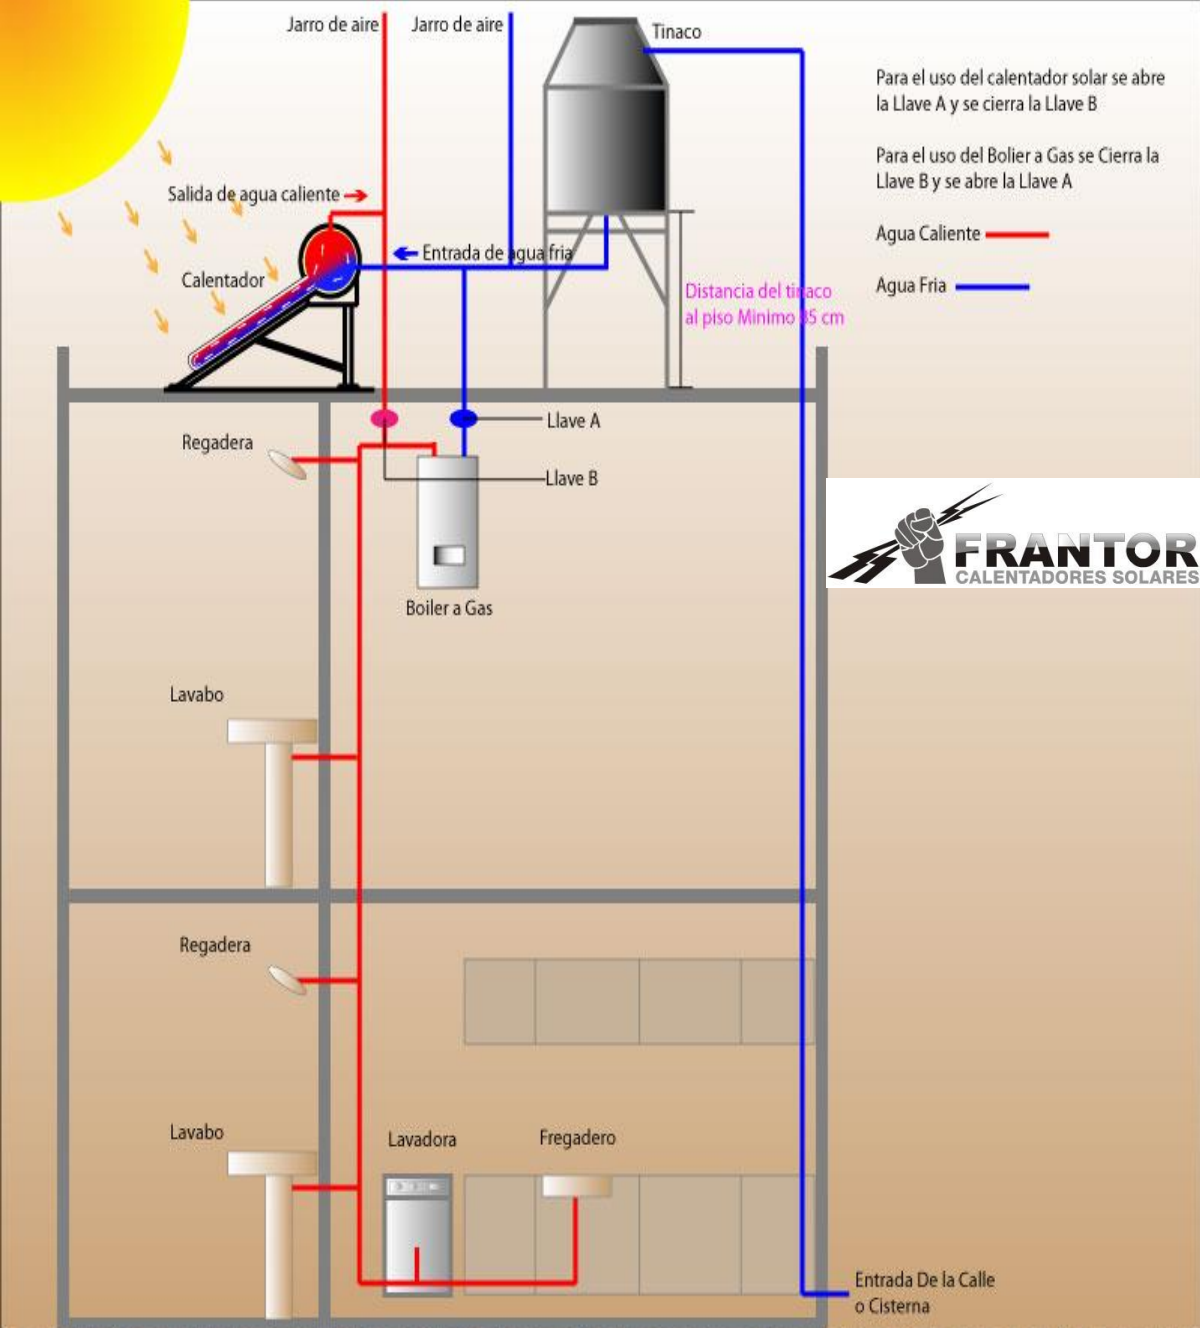 Jarro de aire
Jarro de aire
Tinaco
Para el uso del calentador solar se abre
la Llave A y se cierra la Llave B
Para el uso del Bolier a Gas se Cierra la
Llave B y se abre la Llave A
Agua Caliente
Agua Fria
Salida de agua caliente
Entrada de agua fria
Calentador
Distancia del tinaco
al piso Minimo 85 cm
Regadera
Llave A
Llave B
Boiler a Gas
FRANTOR
CALENTADORES SOLARES
Lavabo
Regadera
Lavabo
Lavadora
Fregadero
Entrada De la Calle
o Cisterna